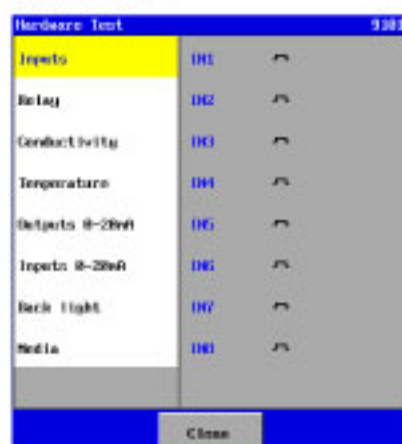 Hardware Test 9101
Inputs IN1
Relay IN2
Conductivity IN3
Temperature IN4
Outputs 0-20mA IN5
Inputs 0-20mA IN6
Back light IN7
Media IN8
Close